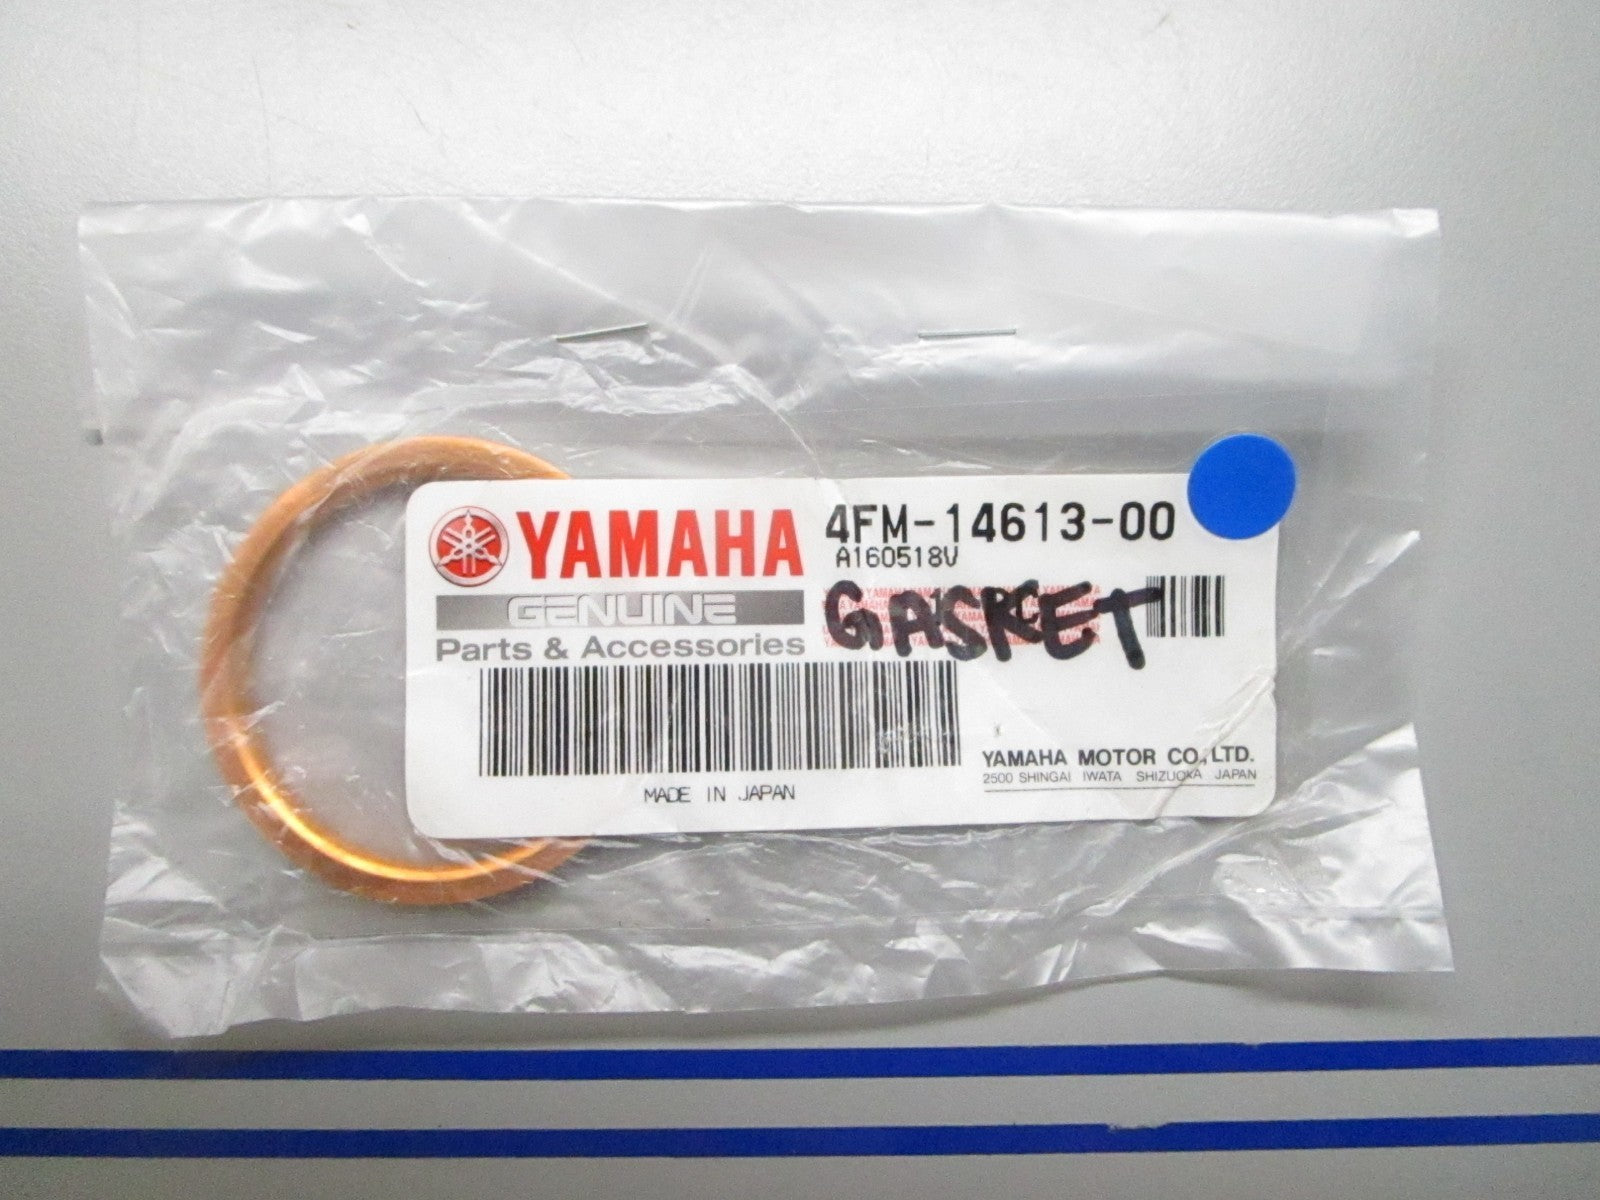 YAMAHA
GENUINE
Parts & Accessories
4FM-14613-00
A160518V
GASKET
MADE IN JAPAN
YAMAHA MOTOR CO., LTD.
2500 SHINGAI IWATA SHIZUOKA JAPAN